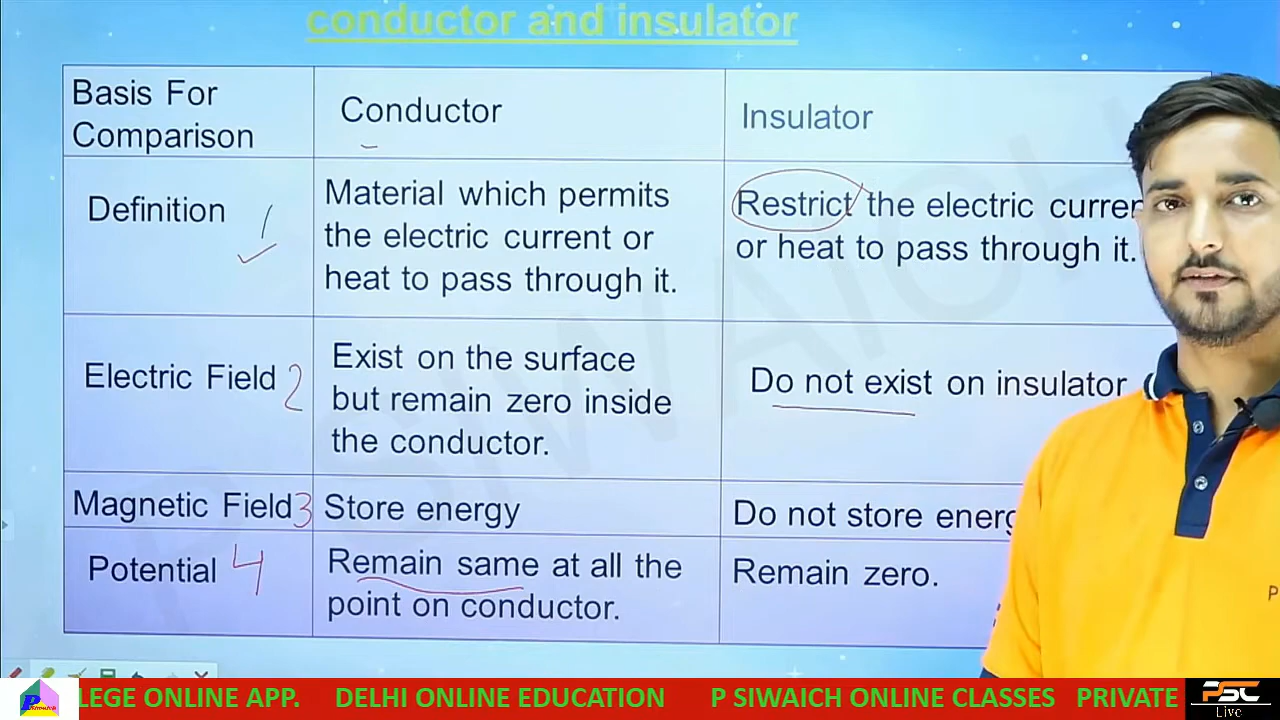 conductor and insulator
Basis For
Comparison
Conductor
Insulator
Definition 1
Material which permits
the electric current or
heat to pass through it.
Restrict the electric curren
or heat to pass through it.
Electric Field 2
Exist on the surface
but remain zero inside
the conductor.
Do not exist on insulator
Magnetic Field 3
Store energy
Do not store energ
Potential 4
Remain same at all the
point on conductor.
Remain zero.
P SIWAICH
LEGE ONLINE APP. DELHI ONLINE EDUCATION P SIWAICH ONLINE CLASSES PRIVATE
PSC
Live